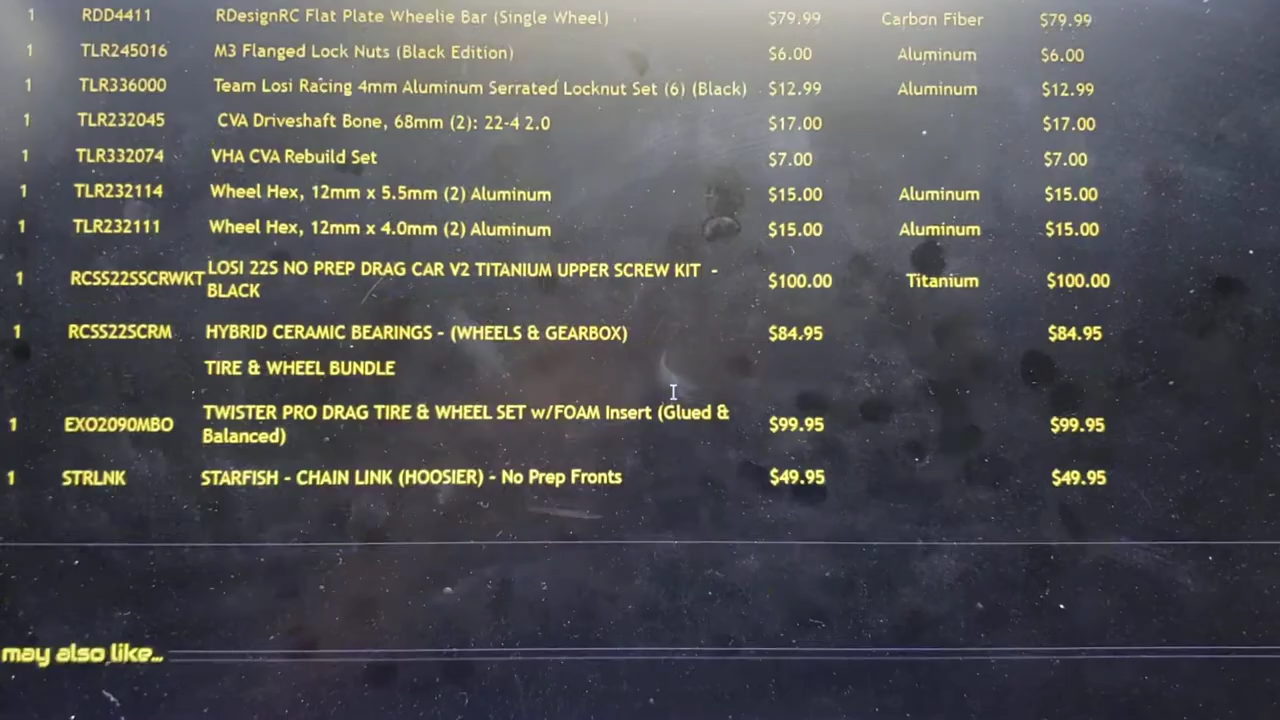 1 RDD4411 RDesignRC Flat Plate Wheelie Bar (Single Wheel) $79.99 Carbon Fiber $79.99
1 TLR245016 M3 Flanged Lock Nuts (Black Edition) $6.00 Aluminum $6.00
1 TLR336000 Team Losi Racing 4mm Aluminum Serrated Locknut Set (6) (Black) $12.99 Aluminum $12.99
1 TLR232045 CVA Driveshaft Bone, 68mm (2): 22-4 2.0 $17.00 $17.00
1 TLR332074 VHA CVA Rebuild Set $7.00 $7.00
1 TLR232114 Wheel Hex, 12mm x 5.5mm (2) Aluminum $15.00 Aluminum $15.00
1 TLR232111 Wheel Hex, 12mm x 4.0mm (2) Aluminum $15.00 Aluminum $15.00
1 RCSS22SSCRWKT LOSI 22S NO PREP DRAG CAR V2 TITANIUM UPPER SCREW KIT - $100.00 Titanium $100.00
BLACK
1 RCSS22SCRM HYBRID CERAMIC BEARINGS - (WHEELS & GEARBOX) $84.95 $84.95
TIRE & WHEEL BUNDLE
1 EXO2090MBO TWISTER PRO DRAG TIRE & WHEEL SET w/FOAM Insert (Glued & $99.95 $99.95
Balanced)
1 STRLNK STARFISH - CHAIN LINK (HOOSIER) - No Prep Fronts $49.95 $49.95
may also like...